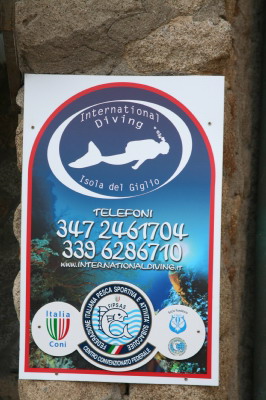 International
Diving
Isola del Giglio
TELEFONI
347 2461704
339 6286710
WWW.INTERNATIONALDIVING.IT
FEDERAZIONE ITALIANA PESCA SPORTIVA E ATTIVITA' SUBACQUEE
F.I.P.S.A.S.
CENTRO CONVENZIONATO FEDERALE
Italia
Coni